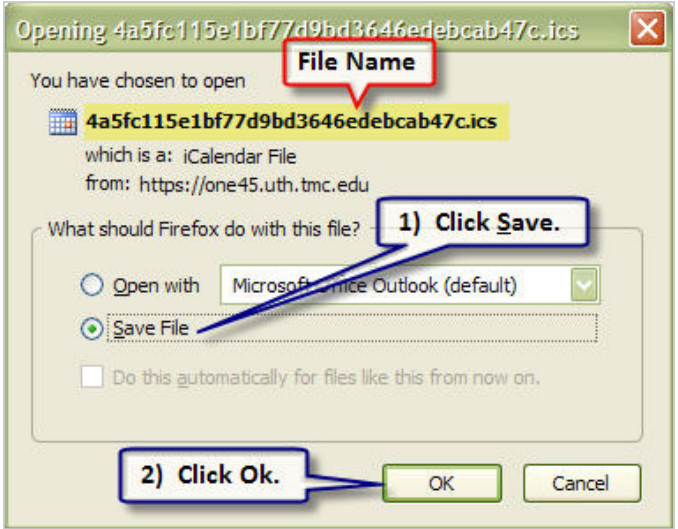 Opening 4a5fc115e1bf77d9bd3646edebcab47c.ics
File Name
You have chosen to open
4a5fc115e1bf77d9bd3646edebcab47c.ics
which is a: iCalendar File
from: https://one45.uth.tmc.edu
What should Firefox do with this file?
1) Click Save.
Open with Microsoft Office Outlook (default)
Save File
Do this automatically for files like this from now on.
2) Click Ok.
OK Cancel